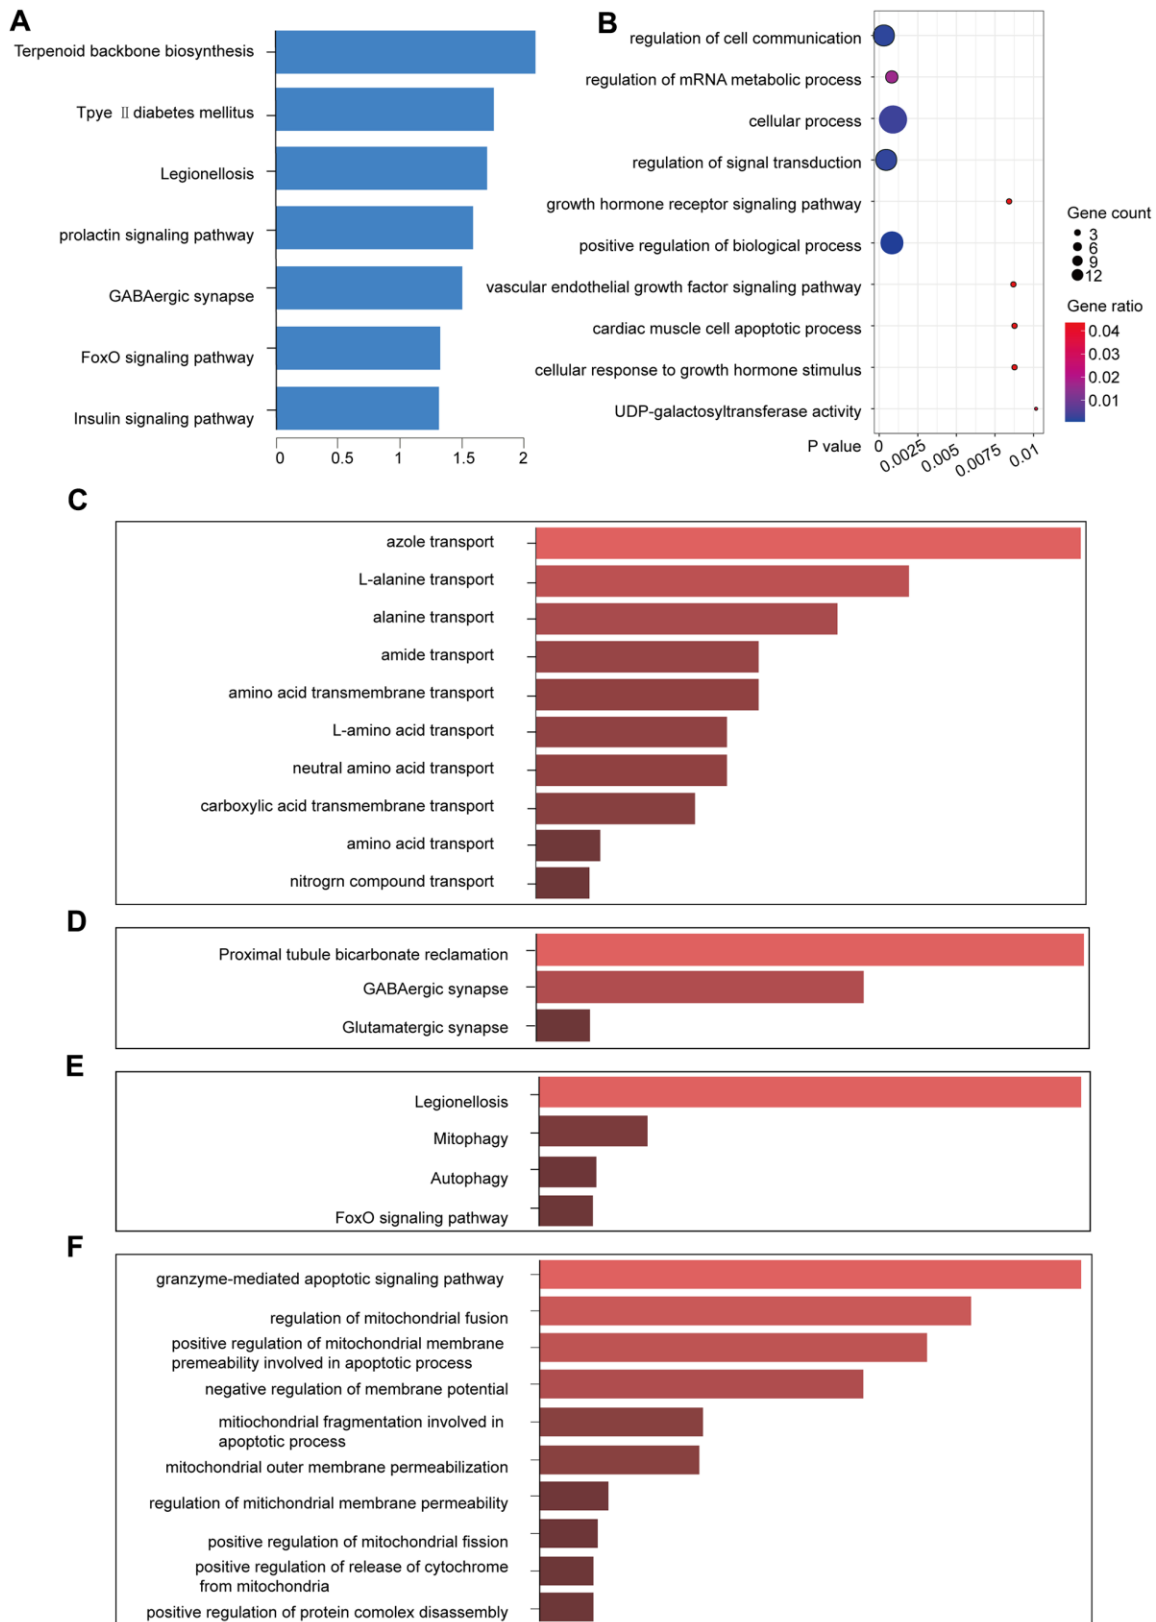 A
Terpenoid backbone biosynthesis
Tpye Ⅱ diabetes mellitus
Legionellosis
prolactin signaling pathway
GABAergic synapse
FoxO signaling pathway
Insulin signaling pathway
0 0.5 1 1.5 2
B
regulation of cell communication
regulation of mRNA metabolic process
cellular process
regulation of signal transduction
growth hormone receptor signaling pathway
positive regulation of biological process
vascular endothelial growth factor signaling pathway
cardiac muscle cell apoptotic process
cellular response to growth hormone stimulus
UDP-galactosyltransferase activity
P value 0 0.0025 0.005 0.0075 0.01
Gene count
3
6
9
12
Gene ratio
0.04
0.03
0.02
0.01
C
azole transport
L-alanine transport
alanine transport
amide transport
amino acid transmembrane transport
L-amino acid transport
neutral amino acid transport
carboxylic acid transmembrane transport
amino acid transport
nitrogrn compound transport
D
Proximal tubule bicarbonate reclamation
GABAergic synapse
Glutamatergic synapse
E
Legionellosis
Mitophagy
Autophagy
FoxO signaling pathway
F
granzyme-mediated apoptotic signaling pathway
regulation of mitochondrial fusion
positive regulation of mitochondrial membrane
premeability involved in apoptotic process
negative regulation of membrane potential
mitiochondrial fragmentation involved in
apoptotic process
mitochondrial outer membrane permeabilization
regulation of mitichondrial membrane permeability
positive regulation of mitochondrial fission
positive regulation of release of cytochrome
from mitochondria
positive regulation of protein comolex disassembly